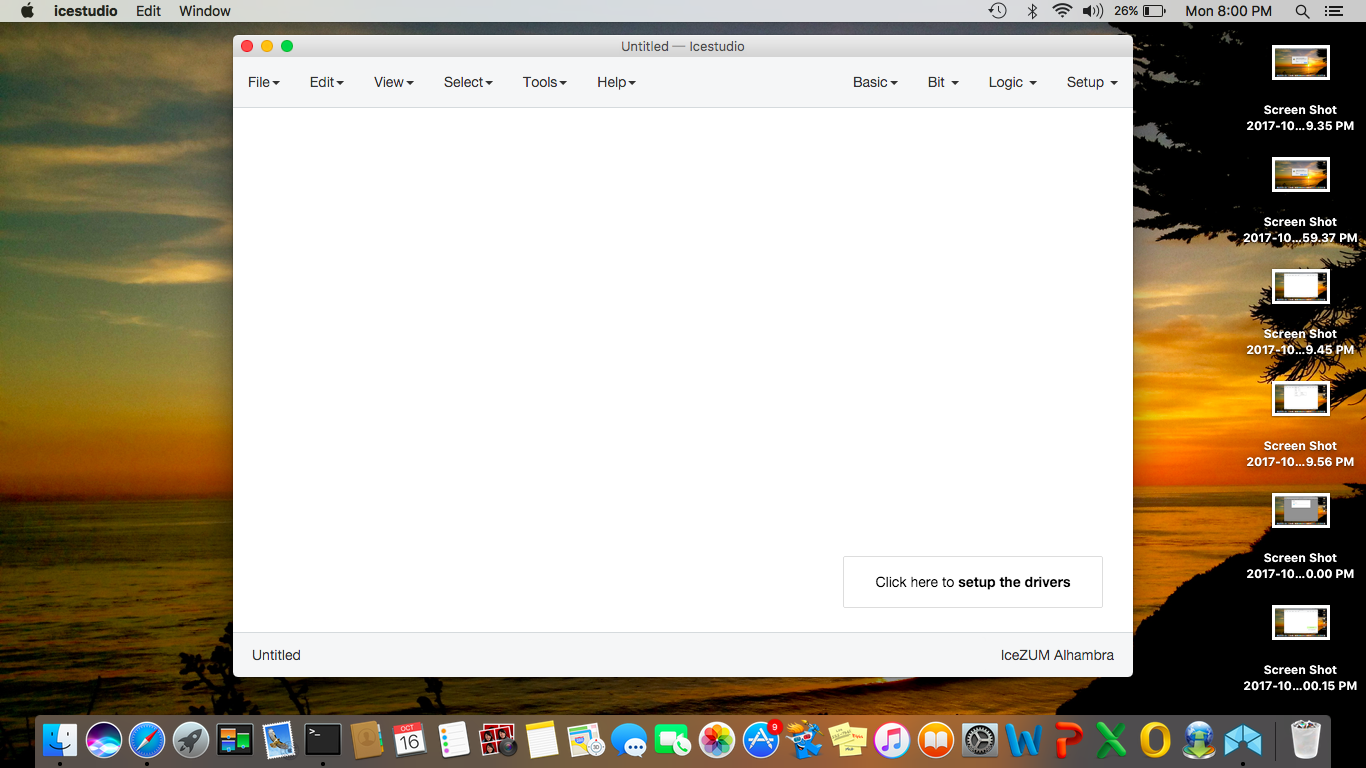 icestudio Edit Window 26% Mon 8:00 PM
Untitled — Icestudio
File Edit View Select Tools Help Basic Bit Logic Setup
Click here to setup the drivers
Untitled IceZUM Alhambra
Screen Shot
2017-10...9.35 PM
Screen Shot
2017-10...59.37 PM
Screen Shot
2017-10...9.45 PM
Screen Shot
2017-10...9.56 PM
Screen Shot
2017-10...0.00 PM
Screen Shot
2017-10...00.15 PM
OCT
16
9